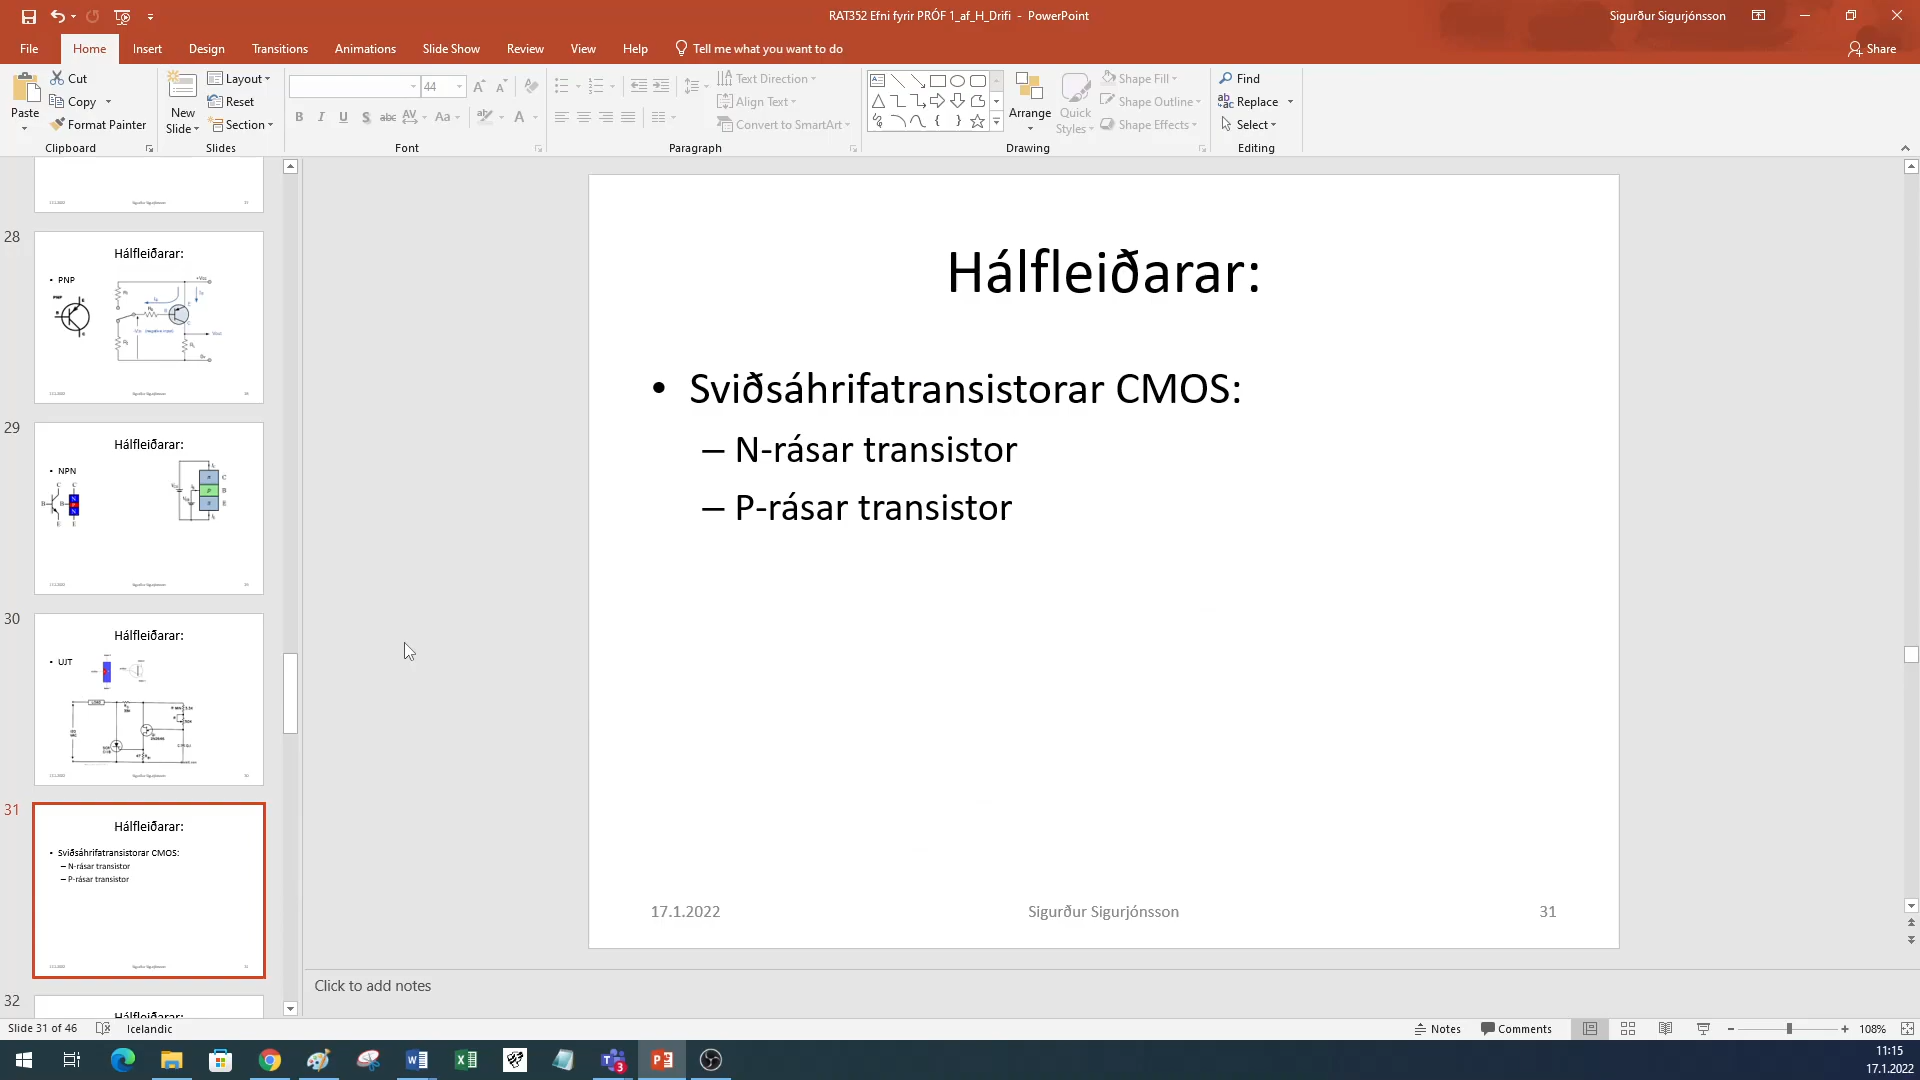 RAT352 Efni fyrir PRÓF 1_af_H_Drifi - PowerPoint
Sigurður Sigurjónsson
File Home Insert Design Transitions Animations Slide Show Review View Help Tell me what you want to do Share
Paste
Cut
Copy
Format Painter
Clipboard
New Slide
Layout
Reset
Section
Slides
44
Font
Text Direction
Align Text
Convert to SmartArt
Paragraph
Arrange
Quick Styles
Shape Fill
Shape Outline
Shape Effects
Drawing
Find
Replace
Select
Editing
28
Hálfleiðarar:
• PNP
29
Hálfleiðarar:
• NPN
30
Hálfleiðarar:
• UJT
31
Hálfleiðarar:
• Sviðsáhrifatransistorar CMOS:
– N-rásar transistor
– P-rásar transistor
32
Hálfleiðarar:
Hálfleiðarar:
• Sviðsáhrifatransistorar CMOS:
– N-rásar transistor
– P-rásar transistor
17.1.2022 Sigurður Sigurjónsson 31
Click to add notes
Slide 31 of 46 Icelandic Notes Comments 108%
3
11:15
17.1.2022